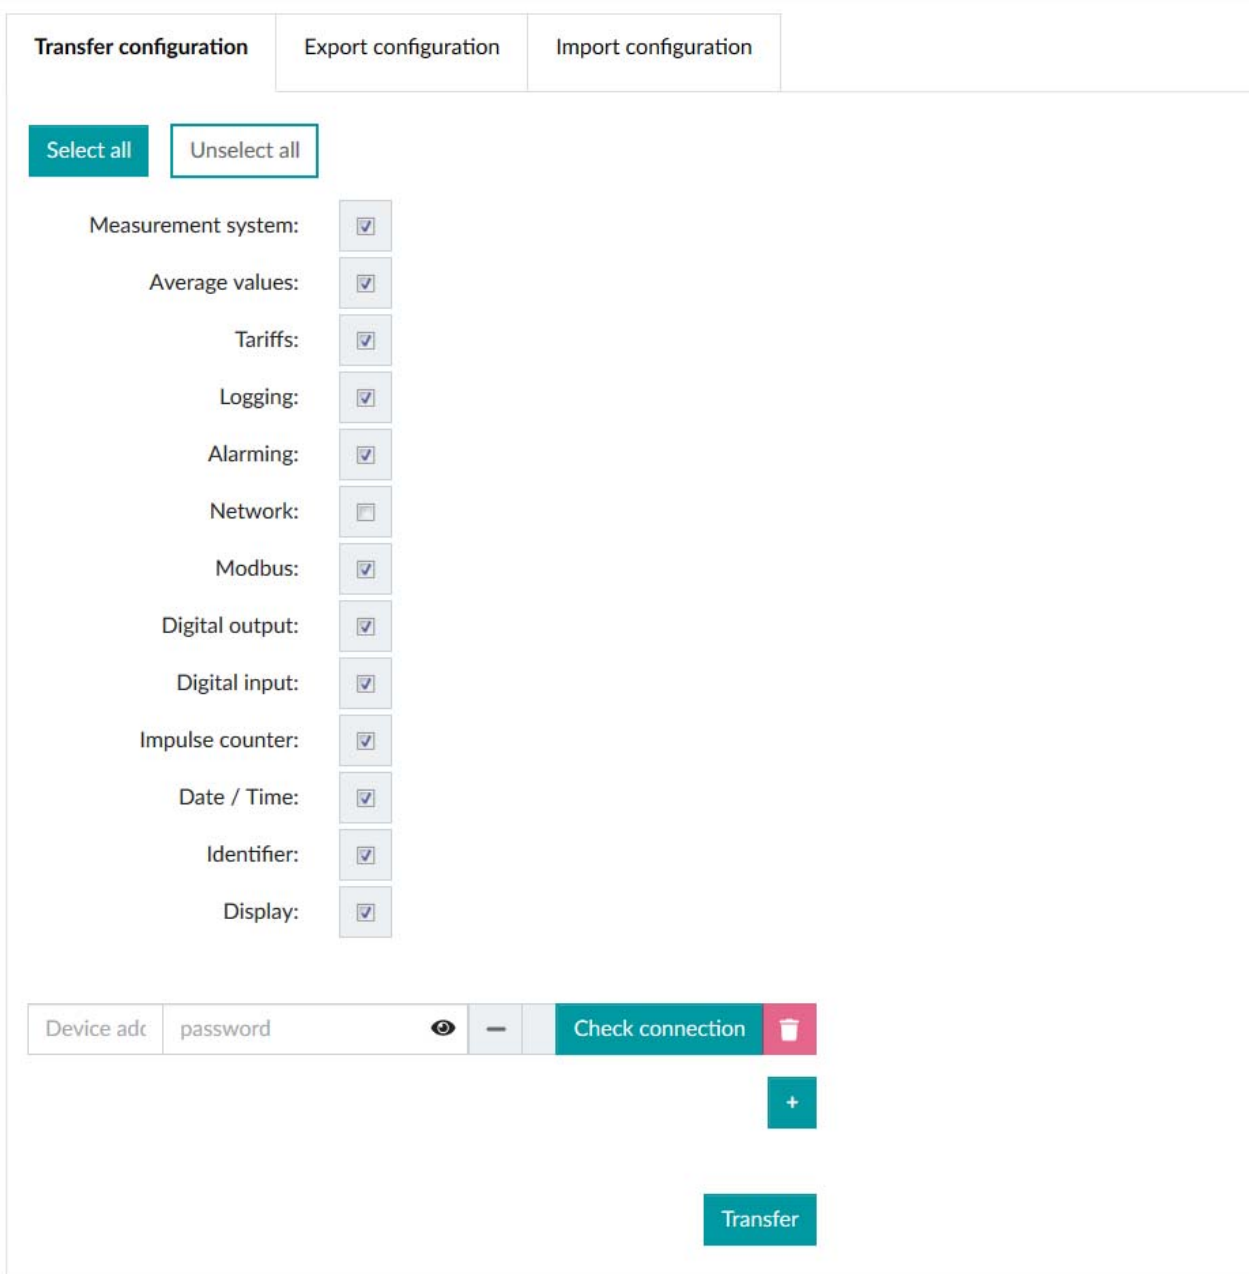 Transfer configuration Export configuration Import configuration
Select all Unselect all
Measurement system:
Average values:
Tariffs:
Logging:
Alarming:
Network:
Modbus:
Digital output:
Digital input:
Impulse counter:
Date / Time:
Identifier:
Display:
Device adc password Check connection
+
Transfer